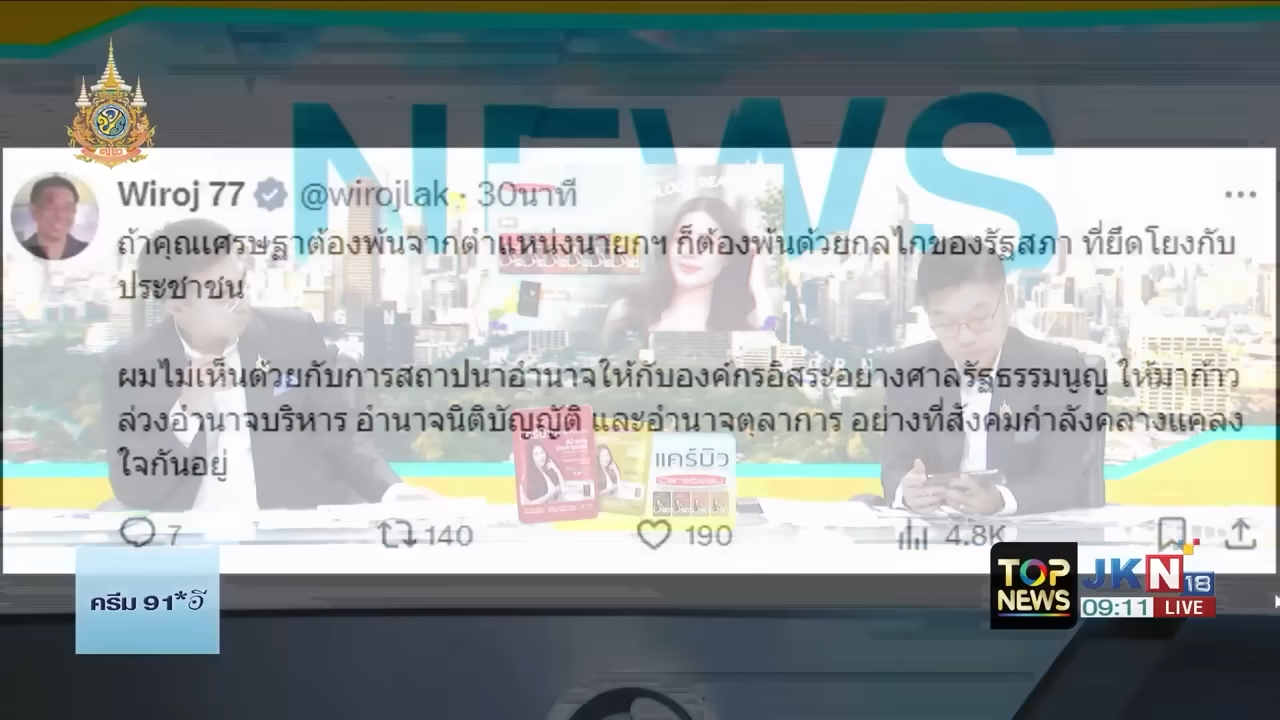 NEWS
Wiroj 77 @wirojlak · 30นาที
ถ้าคุณเศรษฐาต้องพ้นจากตำแหน่งนายกฯ ก็ต้องพ้นด้วยกลไกของรัฐสภา ที่ยึดโยงกับ
ประชาชน
ผมไม่เห็นด้วยกับการสถาปนาอำนาจให้กับองค์กรอิสระอย่างศาลรัฐธรรมนูญ ให้มาก้าว
ล่วงอำนาจบริหาร อำนาจนิติบัญญัติ และอำนาจตุลาการ อย่างที่สังคมกำลังคลางแคลง
ใจกันอยู่
แคร์บิว
7 140 190 4.8K
ครีม 91*อี
TOP NEWS
JKN 18
09:11 LIVE